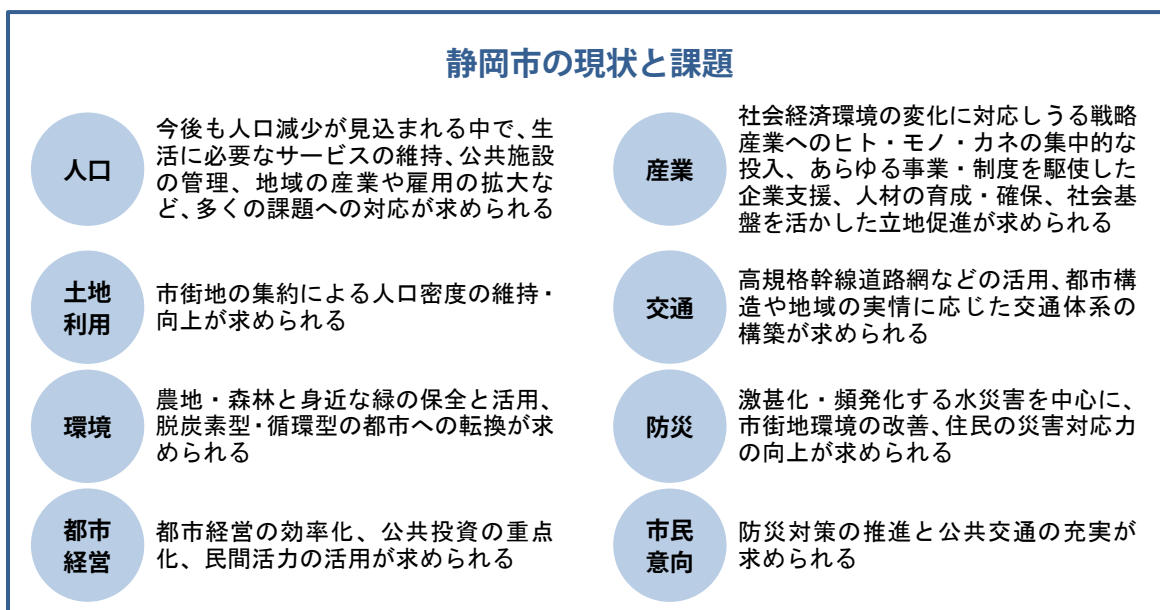 静岡市の現状と課題
人口
今後も人口減少が見込まれる中で、生
活に必要なサービスの維持、公共施設
の管理、地域の産業や雇用の拡大な
ど、多くの課題への対応が求められる
産業
社会経済環境の変化に対応しうる戦略
産業へのヒト・モノ・カネの集中的な
投入、あらゆる事業・制度を駆使した
企業支援、人材の育成・確保、社会基
盤を活かした立地促進が求められる
土地
利用
市街地の集約による人口密度の維持・
向上が求められる
交通
高規格幹線道路網などの活用、都市構
造や地域の実情に応じた交通体系の
構築が求められる
環境
農地・森林と身近な緑の保全と活用、
脱炭素型・循環型の都市への転換が求
められる
防災
激甚化・頻発化する水災害を中心に、
市街地環境の改善、住民の災害対応力
の向上が求められる
都市
経営
都市経営の効率化、公共投資の重点
化、民間活力の活用が求められる
市民
意向
防災対策の推進と公共交通の充実が
求められる